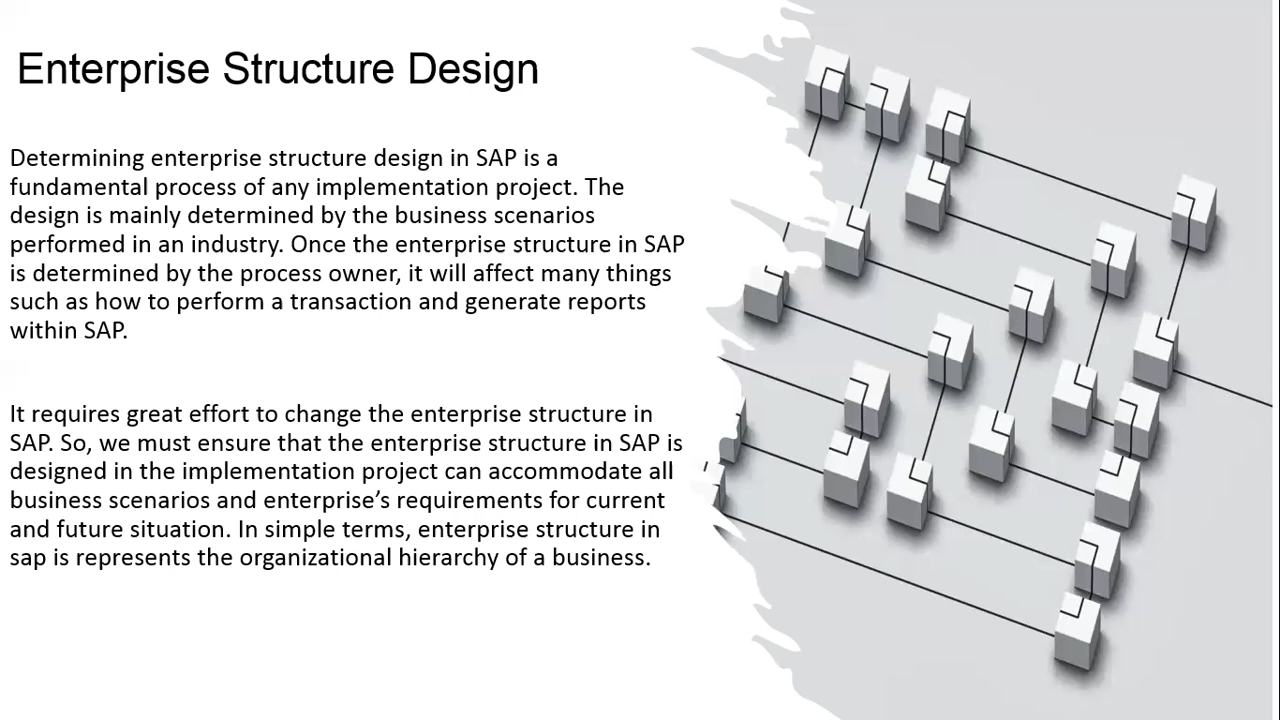 Enterprise Structure Design
Determining enterprise structure design in SAP is a
fundamental process of any implementation project. The
design is mainly determined by the business scenarios
performed in an industry. Once the enterprise structure in SAP
is determined by the process owner, it will affect many things
such as how to perform a transaction and generate reports
within SAP.
It requires great effort to change the enterprise structure in
SAP. So, we must ensure that the enterprise structure in SAP is
designed in the implementation project can accommodate all
business scenarios and enterprise’s requirements for current
and future situation. In simple terms, enterprise structure in
sap is represents the organizational hierarchy of a business.